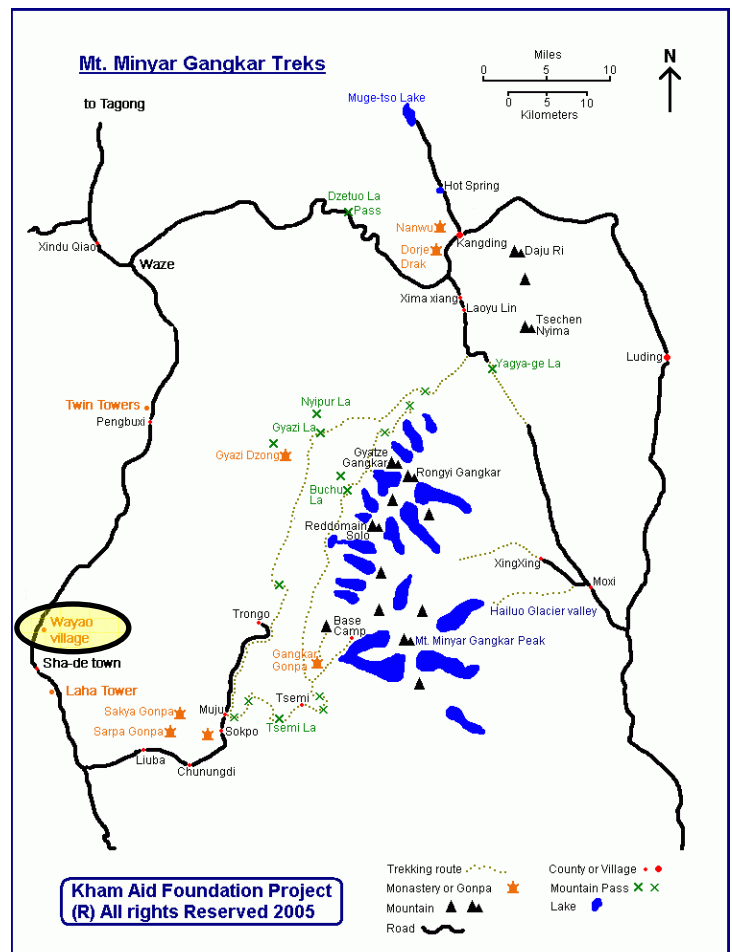 Mt. Minyar Gangkar Treks
Miles
0 5 10
0 5 10
Kilometers
N
to Tagong
Muge-tso Lake
Hot Spring
Dzetuo La
Pass
Nanwu
Kangding
Dorje
Drak
Daju Ri
Xindu Qiao
Waze
Xima xiang
Laoyu Lin
Tsechen
Nyima
Yagya-ge La
Luding
Twin Towers
Pengbuxi
Nyipur La
Gyazi La
Gyazi Dzong
Gyatze
Gangkar
Rongyi Gangkar
Buchu
La
Reddomain
Solo
XingXing
Moxi
Hailuo Glacier valley
Wayao
village
Trongo
Base
Camp
Mt. Minyar Gangkar Peak
Sha-de town
Gangkar
Gonpa
Laha Tower
Tsemi
Sakya Gonpa
Muju
Sarpa Gonpa
Sokpo
Tsemi La
Liuba
Chunungdi
Kham Aid Foundation Project
(R) All rights Reserved 2005
Trekking route
County or Village
Monastery or Gonpa
Mountain Pass
Mountain
Lake
Road